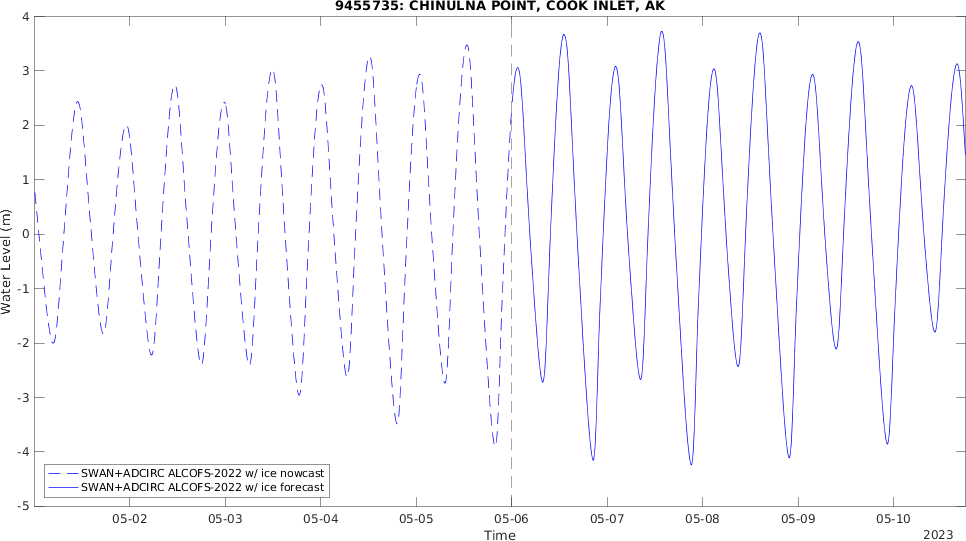 9455735: CHINULNA POINT, COOK INLET, AK
4
3
2
1
0
-1
-2
-3
-4
-5
Water Level (m)
SWAN+ADCIRC ALCOFS-2022 w/ ice nowcast
SWAN+ADCIRC ALCOFS-2022 w/ ice forecast
05-02 05-03 05-04 05-05 05-06 05-07 05-08 05-09 05-10
Time
2023